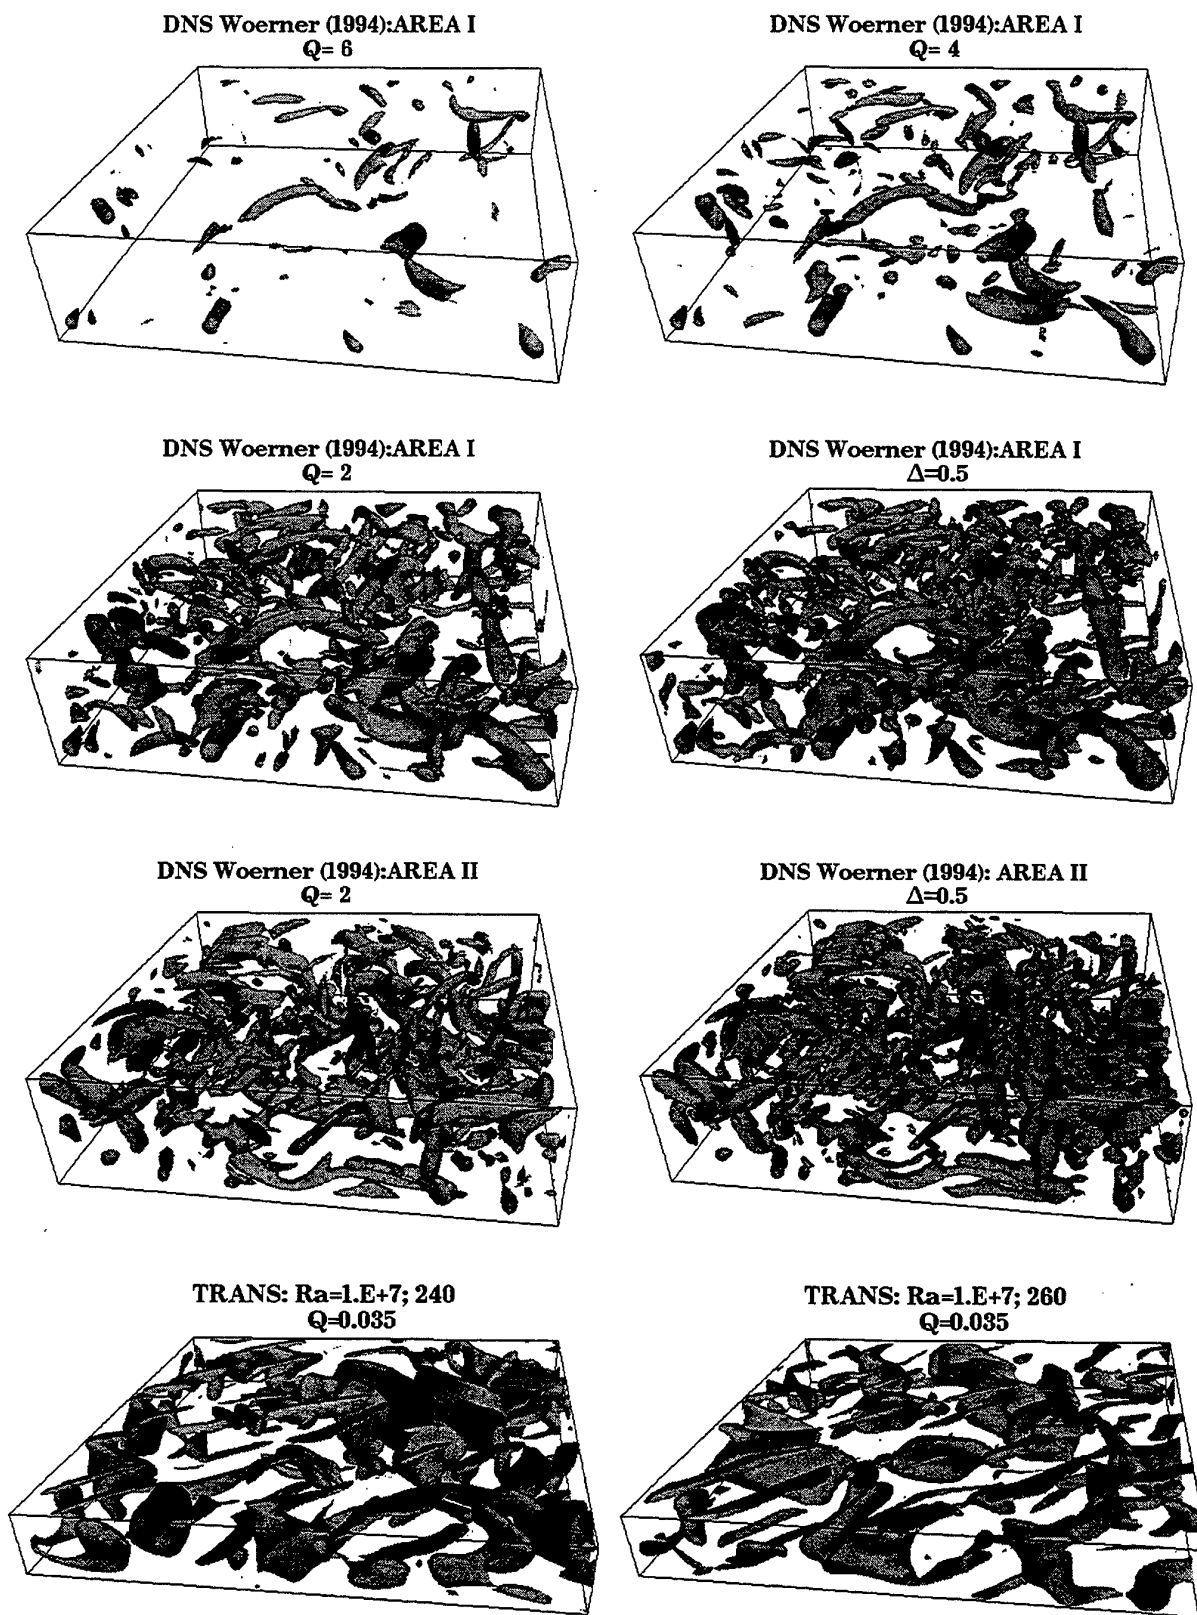 DNS Woerner (1994):AREA I
Q= 6
DNS Woerner (1994):AREA I
Q= 4
DNS Woerner (1994):AREA I
Q= 2
DNS Woerner (1994):AREA I
Δ=0.5
DNS Woerner (1994):AREA II
Q= 2
DNS Woerner (1994): AREA II
Δ=0.5
TRANS: Ra=1.E+7; 240
Q=0.035
TRANS: Ra=1.E+7; 260
Q=0.035